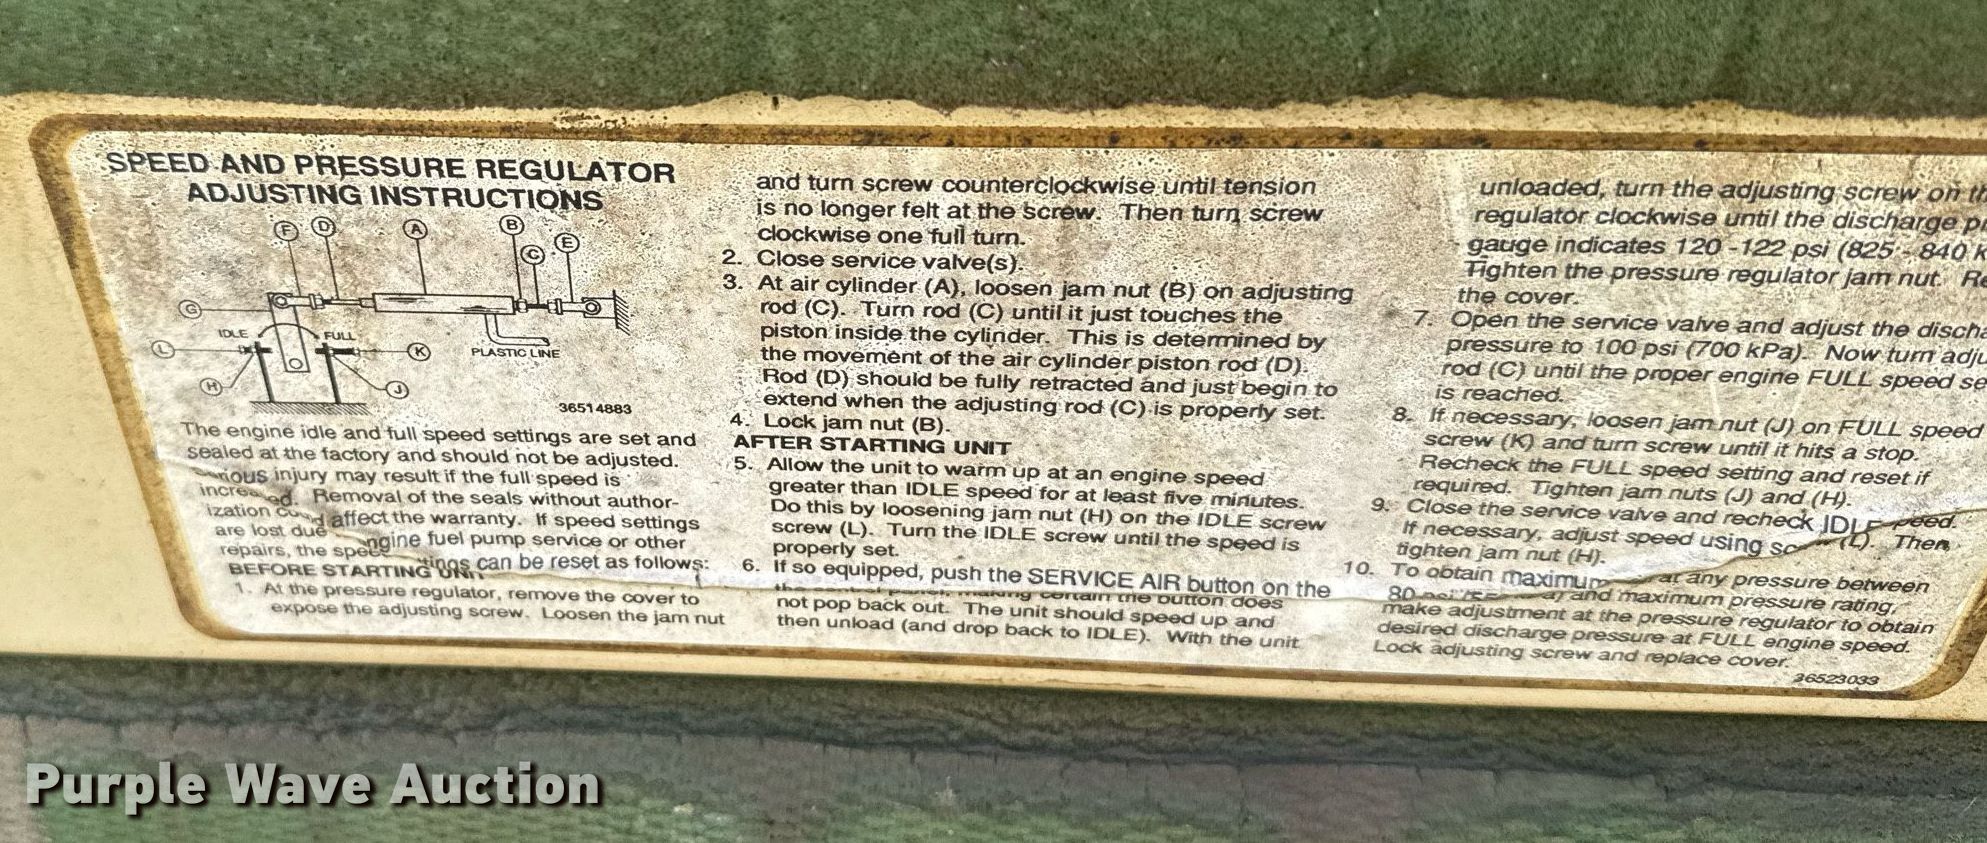 SPEED AND PRESSURE REGULATOR
ADJUSTING INSTRUCTIONS
F D A B C E
G
IDLE FULL
L K
PLASTIC LINE
H J
36514883
The engine idle and full speed settings are set and
sealed at the factory and should not be adjusted.
injury may result if the full speed is
Removal of the seals without author-
ization affect the warranty. If speed settings
are lost due fuel pump service or other
repairs, the can be reset as follows:
BEFORE STARTING UNIT
1. At the pressure regulator, remove the cover to
expose the adjusting screw. Loosen the jam nut
and turn screw counterclockwise until tension
is no longer felt at the screw. Then turn screw
clockwise one full turn.
2. Close service valve(s).
3. At air cylinder (A), loosen jam nut (B) on adjusting
rod (C). Turn rod (C) until it just touches the
piston inside the cylinder. This is determined by
the movement of the air cylinder piston rod (D).
Rod (D) should be fully retracted and just begin to
extend when the adjusting rod (C) is properly set.
4. Lock jam nut (B).
AFTER STARTING UNIT
5. Allow the unit to warm up at an engine speed
greater than IDLE speed for at least five minutes.
Do this by loosening jam nut (H) on the IDLE screw
screw (L). Turn the IDLE screw until the speed is
properly set.
6. If so equipped, push the SERVICE AIR button on the
making certain the button does
not pop back out. The unit should speed up and
then unload (and drop back to IDLE). With the unit
unloaded, turn the adjusting screw on
regulator clockwise until the discharge
gauge indicates 120 - 122 psi (825 - 840
Tighten the pressure regulator jam nut.
the cover.
7. Open the service valve and adjust the
pressure to 100 psi (700 kPa). Now turn
rod (C) until the proper engine FULL speed
is reached.
8. If necessary, loosen jam nut (J) on FULL speed
screw (K) and turn screw until it hits a stop.
Recheck the FULL speed setting and reset if
required. Tighten jam nuts (J) and (H).
9. Close the service valve and recheck IDLE speed.
If necessary, adjust speed using (L). Then
tighten jam nut (H).
10. To obtain maximum at any pressure between
80 psi and maximum pressure rating,
make adjustment at the pressure regulator to obtain
desired discharge pressure at FULL engine speed.
Lock adjusting screw and replace cover.
36523033
Purple Wave Auction